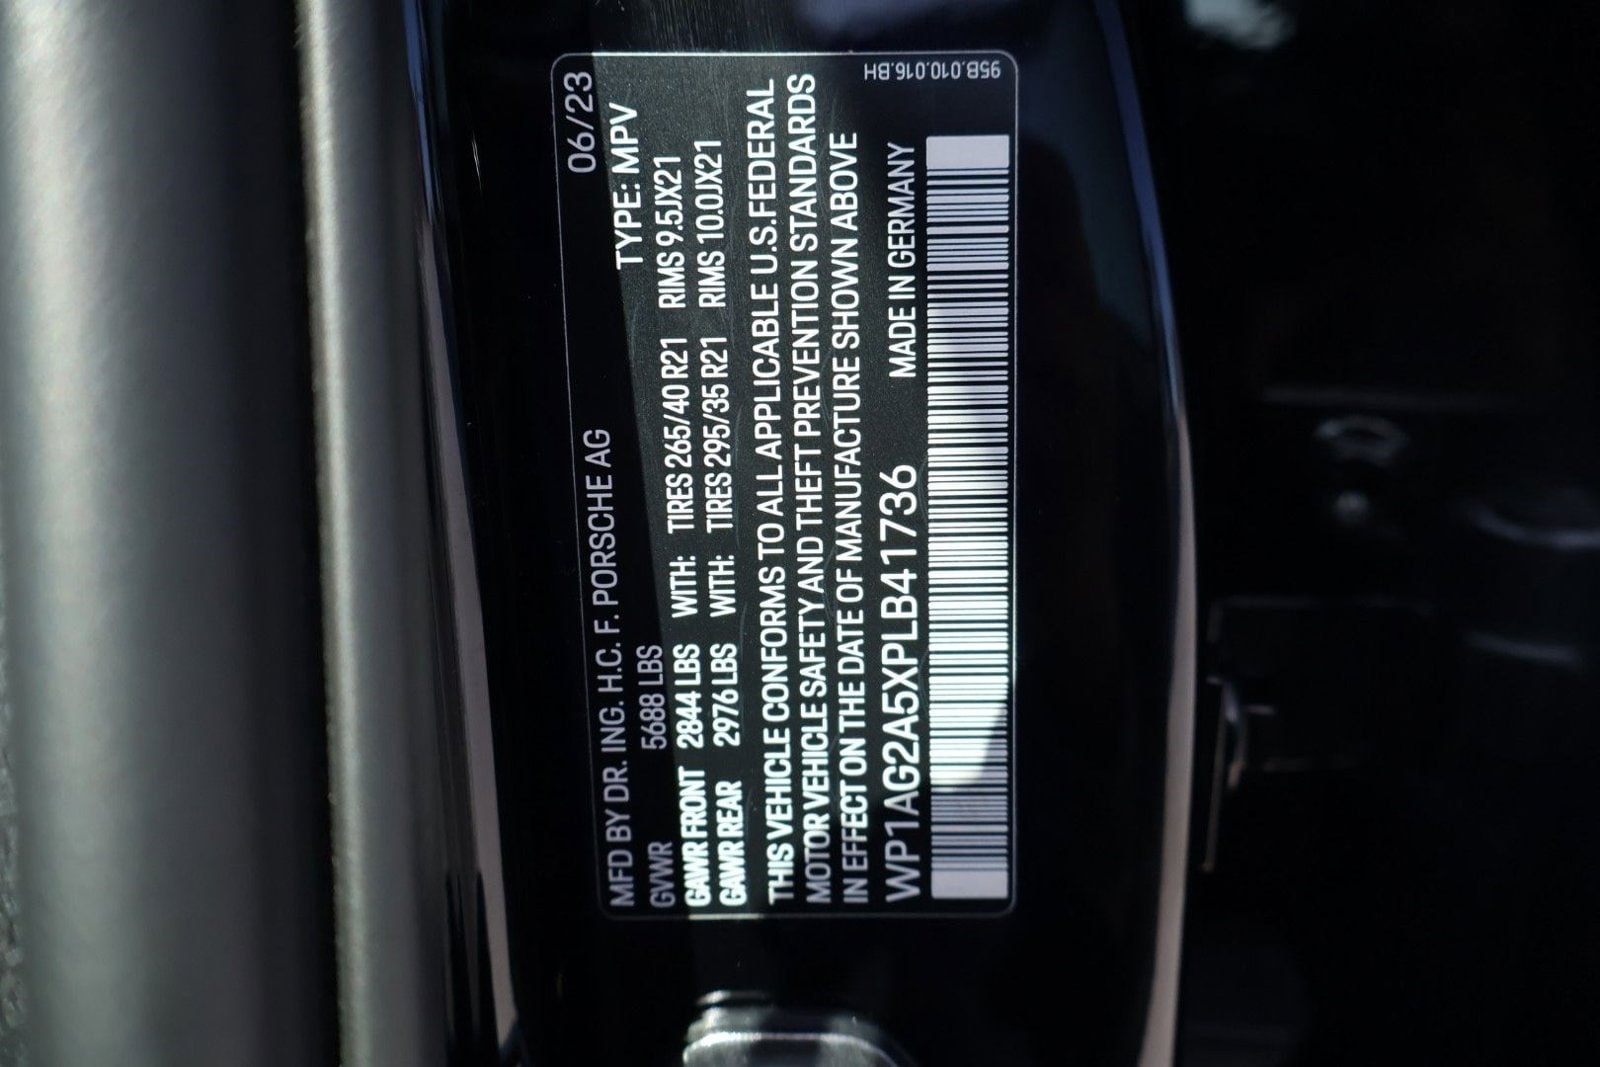 06/23
MFD BY DR. ING. H.C. F. PORSCHE AG TYPE: MPV
GVWR 5688 LBS
GAWR FRONT 2844 LBS WITH: TIRES 265/40 R21 RIMS 9.5JX21
GAWR REAR 2976 LBS WITH: TIRES 295/35 R21 RIMS 10.0JX21
THIS VEHICLE CONFORMS TO ALL APPLICABLE U.S.FEDERAL
MOTOR VEHICLE SAFETY AND THEFT PREVENTION STANDARDS
IN EFFECT ON THE DATE OF MANUFACTURE SHOWN ABOVE
WP1AG2A5XPLB41736 MADE IN GERMANY
95B.010.016.BH